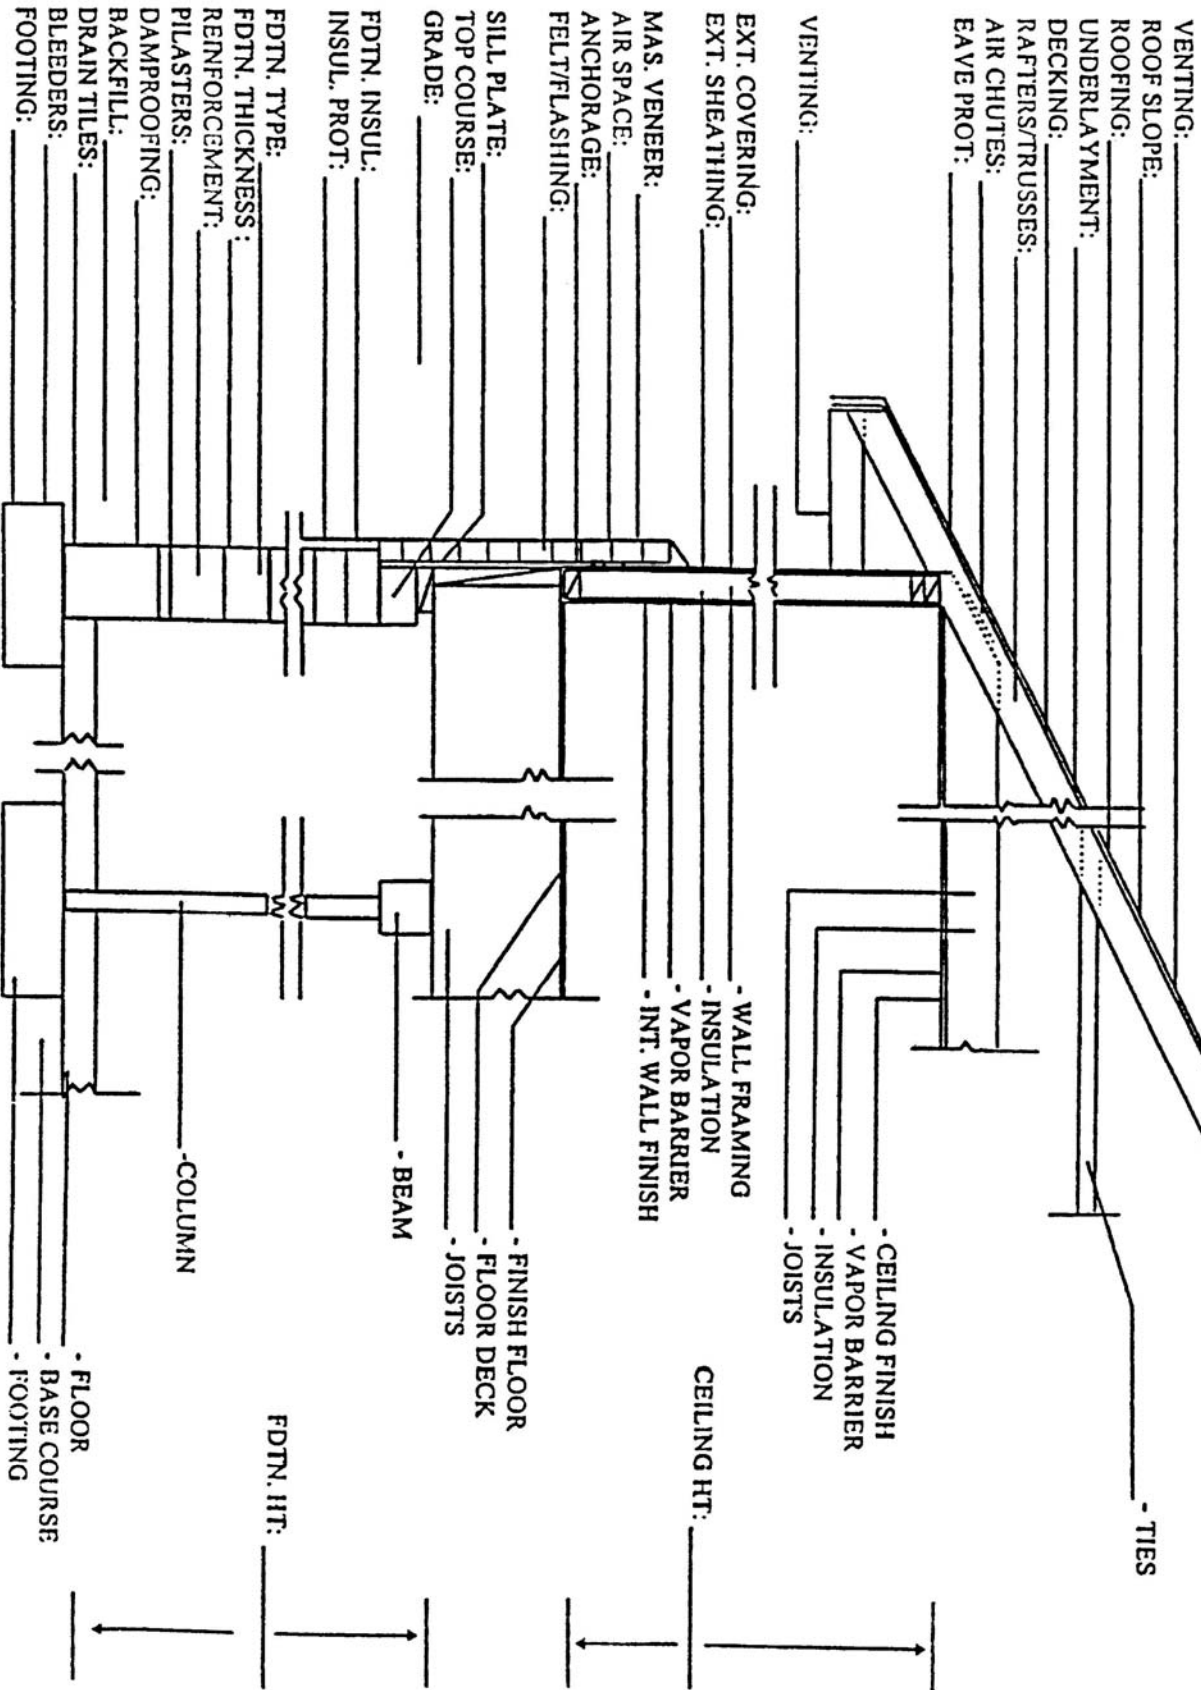 VENTING:
ROOF SLOPE:
ROOFING:
UNDERLAYMENT:
DECKING:
RAFTERS/TRUSSES:
AIR CHUTES:
EAVE PROT:
VENTING:
EXT. COVERING:
EXT. SHEATHING:
MAS. VENEER:
AIR SPACE:
ANCHORAGE:
FELT/FLASHING:
SILL PLATE:
TOP COURSE:
GRADE:
FDTN. INSUL:
INSUL. PROT:
FDTN. TYPE:
FDTN. THICKNESS :
REINFORCEMENT:
PILASTERS:
DAMPROOFING:
BACKFILL:
DRAIN TILES:
BLEEDERS:
FOOTING:
- TIES
- CEILING FINISH
- VAPOR BARRIER
- INSULATION
- JOISTS
- WALL FRAMING
- INSULATION
- VAPOR BARRIER
- INT. WALL FINISH
- FINISH FLOOR
- FLOOR DECK
- JOISTS
- BEAM
-COLUMN
- FLOOR
- BASE COURSE
- FOOTING
CEILING HT:
FDTN. HT: